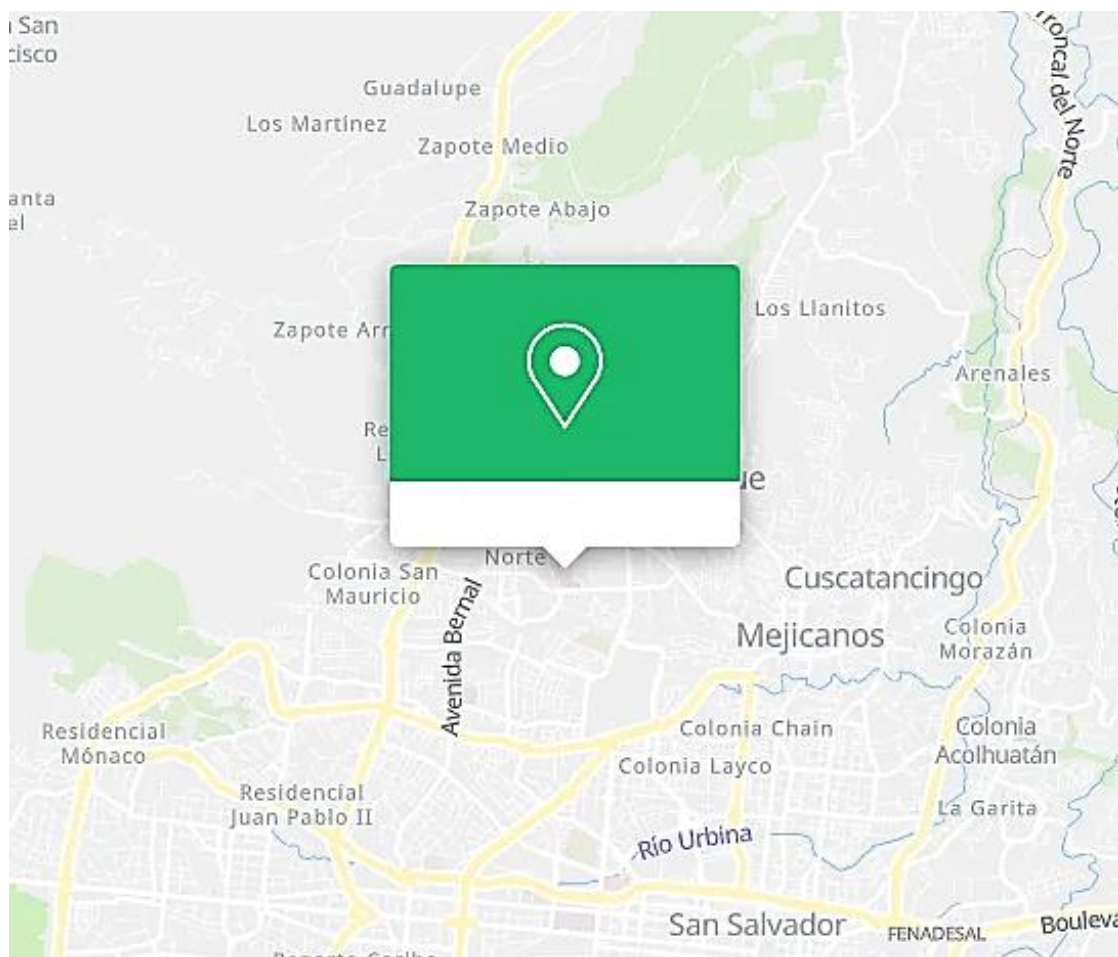 San
cisco
Troncal del Norte
Guadalupe
Los Martínez
Zapote Medio
anta
el
Zapote Abajo
Los Llanitos
Zapote Arr
Arenales
Re
L
ue
Norte
Colonia San
Mauricio
Cuscatancingo
Avenida Bernal
Mejicanos
Colonia
Morazán
Residencial
Mónaco
Colonia Chain
Colonia
Acolhuatán
Colonia Layco
Residencial
Juan Pablo II
La Garita
Río Urbina
San Salvador
FENADESAL
Bouleva